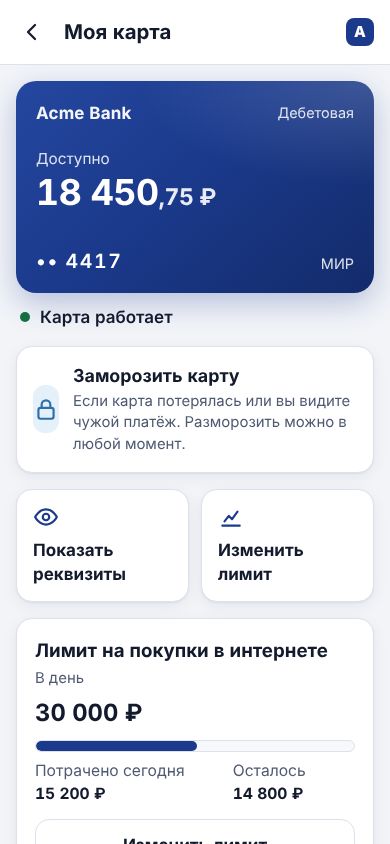 Моя карта
A
Acme Bank
Дебетовая
Доступно
18 450,75 ₽
•• 4417
МИР
Карта работает
Заморозить карту
Если карта потерялась или вы видите
чужой платёж. Разморозить можно в
любой момент.
Показать
реквизиты
Изменить
лимит
Лимит на покупки в интернете
В день
30 000 ₽
Потрачено сегодня
Осталось
15 200 ₽
14 800 ₽
Изменить лимит